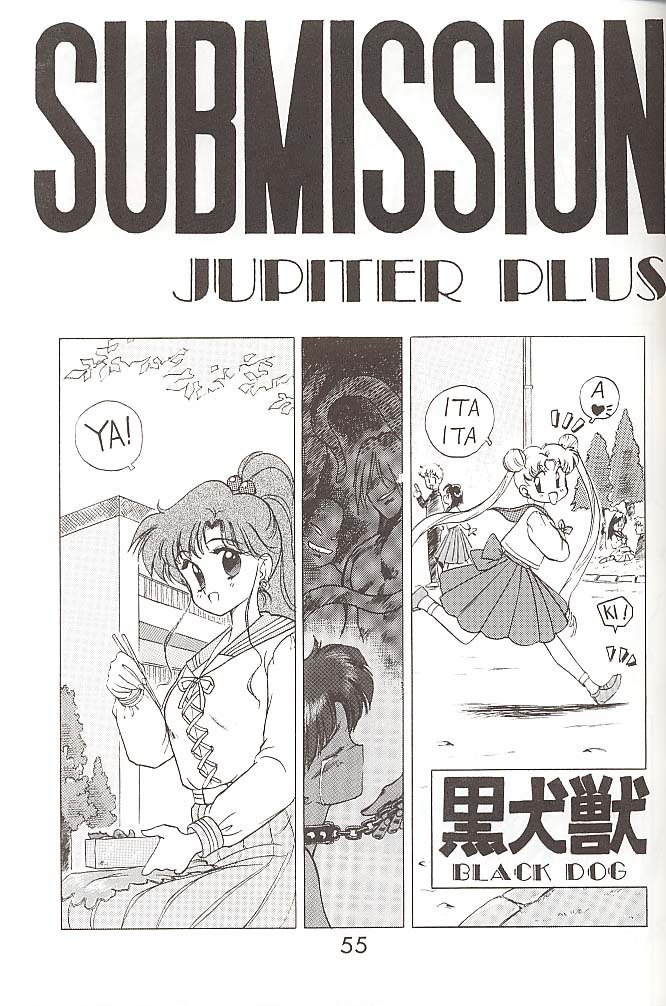 SUBMISSION
JUPITER PLUS
YA!
ITA
ITA
A
KI!
黒犬獣
BLACK DOG
55